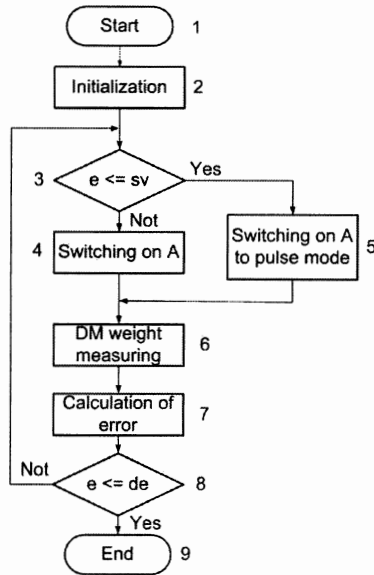 Start 1
Initialization 2
3 e <= sv Yes
Not
4 Switching on A
Switching on A
to pulse mode 5
DM weight
measuring 6
Calculation of
error 7
Not e <= de 8
Yes
End 9